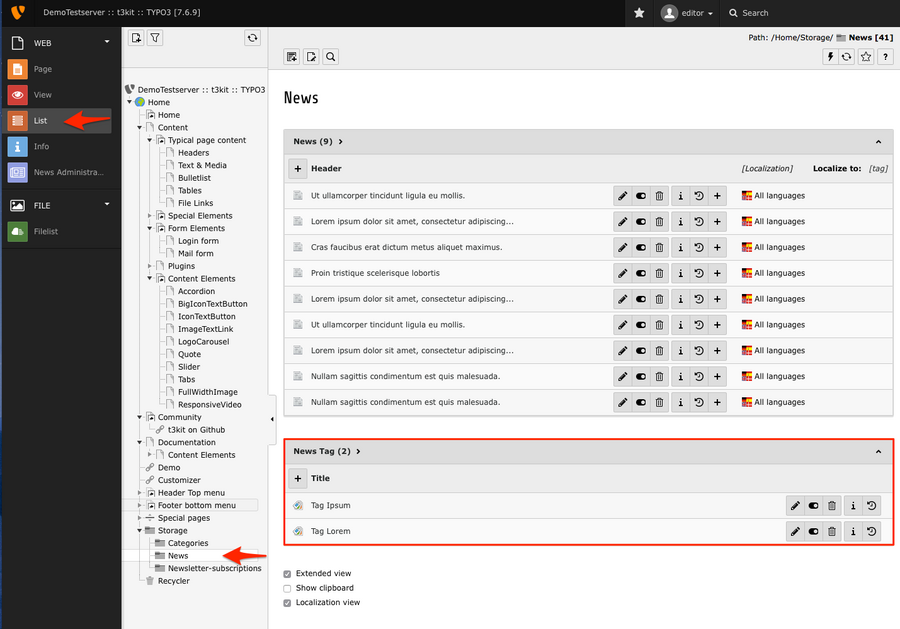 DemoTestserver :: t3kit :: TYPO3 [7.6.9]
editor
Search
WEB
Page
View
List
Info
News Administra...
FILE
Filelist
DemoTestserver :: t3kit :: TYPO3
Home
Home
Content
Typical page content
Headers
Text & Media
Bulletlist
Tables
File Links
Special Elements
Form Elements
Login form
Mail form
Plugins
Content Elements
Accordion
BigIconTextButton
IconTextButton
ImageTextLink
LogoCarousel
Quote
Slider
Tabs
FullWidthImage
ResponsiveVideo
Community
t3kit on Github
Documentation
Content Elements
Demo
Customizer
Header Top menu
Footer bottom menu
Special pages
Storage
Categories
News
Newsletter-subscriptions
Recycler
Path: /Home/Storage/ News [41]
News
News (9)
Header [Localization] Localize to: [tag]
Ut ullamcorper tincidunt ligula eu mollis. All languages
Lorem ipsum dolor sit amet, consectetur adipiscing... All languages
Cras faucibus erat dictum metus aliquet maximus. All languages
Proin tristique scelerisque lobortis All languages
Lorem ipsum dolor sit amet, consectetur adipiscing... All languages
Ut ullamcorper tincidunt ligula eu mollis. All languages
Lorem ipsum dolor sit amet, consectetur adipiscing... All languages
Nullam sagittis condimentum est quis malesuada. All languages
Nullam sagittis condimentum est quis malesuada. All languages
News Tag (2)
Title
Tag Ipsum
Tag Lorem
Extended view
Show clipboard
Localization view